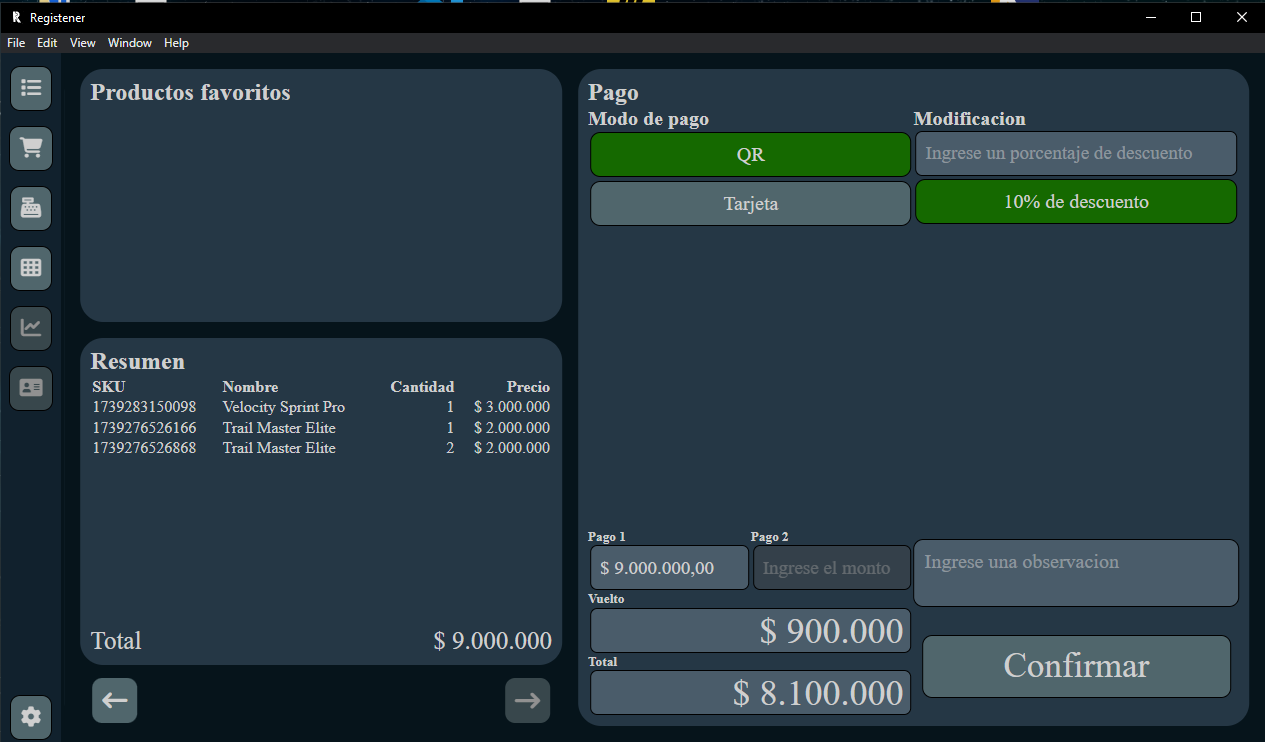 Registener
File Edit View Window Help
Productos favoritos
Resumen
SKU Nombre Cantidad Precio
1739283150098 Velocity Sprint Pro 1 $ 3.000.000
1739276526166 Trail Master Elite 1 $ 2.000.000
1739276526868 Trail Master Elite 2 $ 2.000.000
Total $ 9.000.000
Pago
Modo de pago
QR
Tarjeta
Modificacion
Ingrese un porcentaje de descuento
10% de descuento
Pago 1 Pago 2
$ 9.000.000,00 Ingrese el monto
Vuelto
$ 900.000
Total
$ 8.100.000
Ingrese una observacion
Confirmar